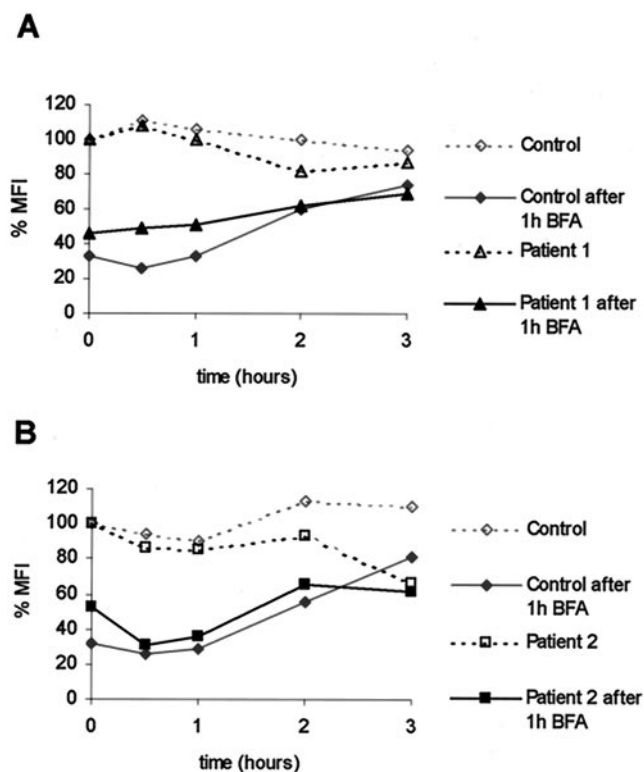 A
120
100
80
60
40
20
0
% MFI
0 1 2 3
time (hours)
Control
Control after
1h BFA
Patient 1
Patient 1 after
1h BFA
B
120
100
80
60
40
20
0
% MFI
0 1 2 3
time (hours)
Control
Control after
1h BFA
Patient 2
Patient 2 after
1h BFA